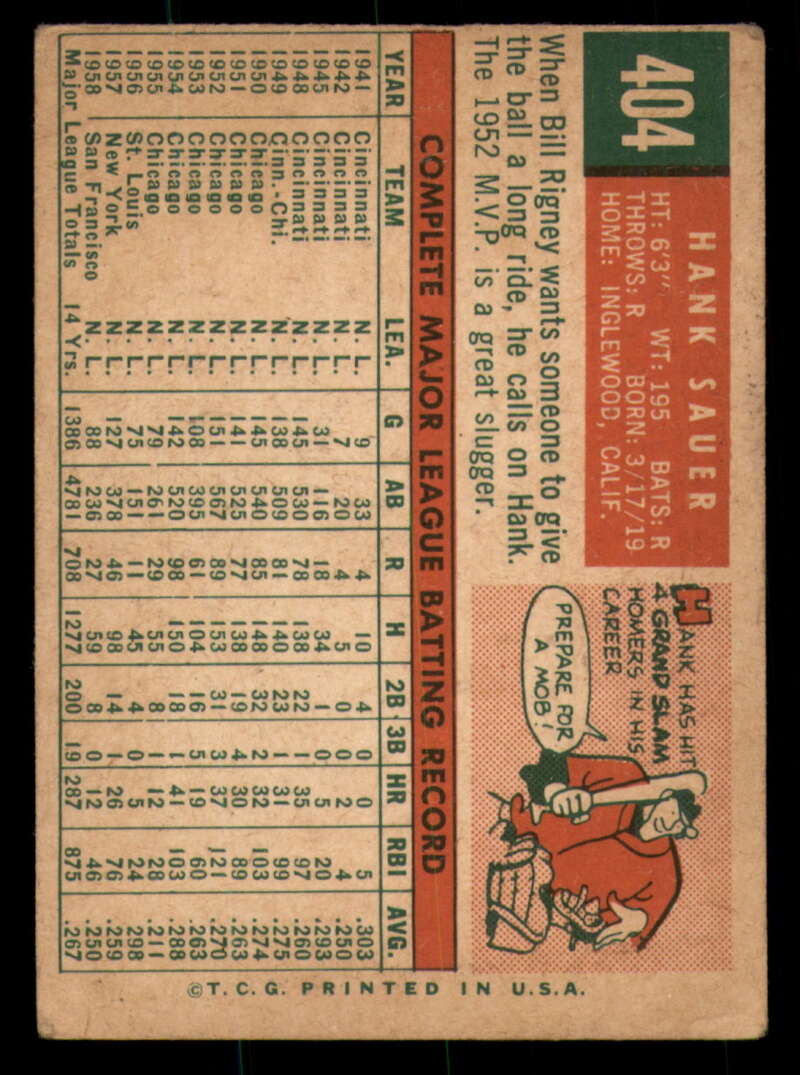 404
HANK SAUER
HT: 6'3" WT: 195 BATS: R
THROWS: R BORN: 3/17/19
HOME: INGLEWOOD, CALIF.
When Bill Rigney wants someone to give
the ball a long ride, he calls on Hank.
The 1952 M.V.P. is a great slugger.
HANK HAS HIT
4 GRAND SLAM
HOMERS IN HIS
CAREER
PREPARE FOR
A MOB!
COMPLETE MAJOR LEAGUE BATTING RECORD
YEAR TEAM LEA. G AB R H 2B 3B HR RBI AVG.
1941 Cincinnati N. L. 9 33 4 10 4 0 0 5 .303
1942 Cincinnati N. L. 7 20 4 5 0 0 2 4 .250
1945 Cincinnati N. L. 31 116 18 34 1 0 5 20 .293
1948 Cincinnati N. L. 145 530 78 138 22 1 35 97 .260
1949 Cinn.-Chi. N. L. 138 509 81 140 23 1 31 99 .275
1950 Chicago N. L. 145 540 85 148 32 2 32 103 .274
1951 Chicago N. L. 141 525 77 138 19 4 30 89 .263
1952 Chicago N. L. 151 567 89 153 31 3 37 121 .270
1953 Chicago N. L. 108 395 61 104 16 5 19 60 .263
1954 Chicago N. L. 142 520 98 150 18 1 41 103 .288
1955 Chicago N. L. 79 261 29 55 8 1 12 28 .211
1956 St. Louis N. L. 75 151 11 45 4 0 5 24 .298
1957 New York N. L. 127 378 46 98 14 1 26 76 .259
1958 San Francisco N. L. 88 236 27 59 8 0 12 46 .250
Major League Totals 14 Yrs. 1386 4781 708 1277 200 19 287 875 .267
©T.C.G. PRINTED IN U.S.A.